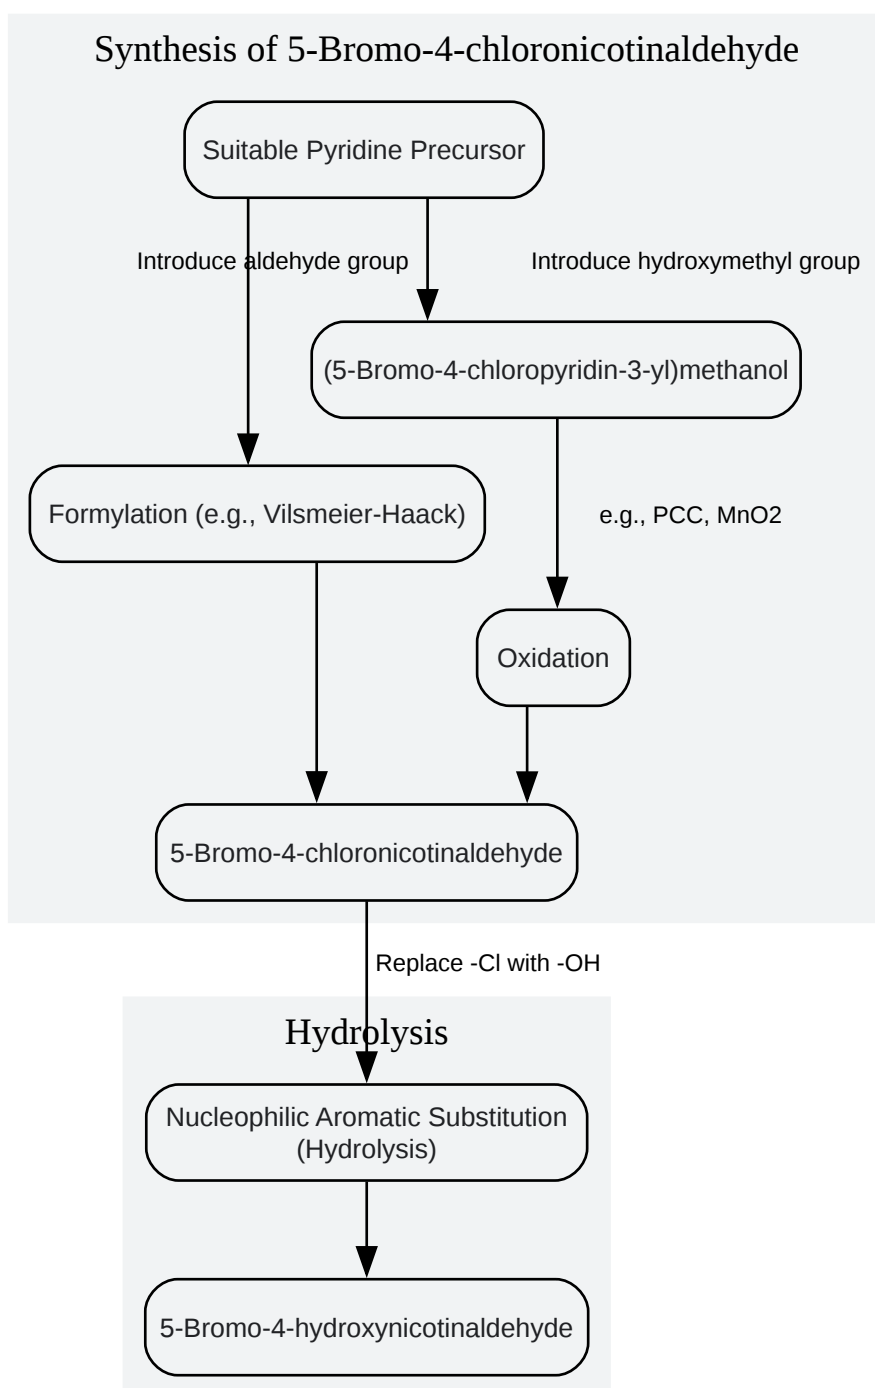 Synthesis of 5-Bromo-4-chloronicotinaldehyde
Suitable Pyridine Precursor
Introduce aldehyde group
Introduce hydroxymethyl group
(5-Bromo-4-chloropyridin-3-yl)methanol
Formylation (e.g., Vilsmeier-Haack)
e.g., PCC, MnO2
Oxidation
5-Bromo-4-chloronicotinaldehyde
Replace -Cl with -OH
Hydrolysis
Nucleophilic Aromatic Substitution
(Hydrolysis)
5-Bromo-4-hydroxynicotinaldehyde